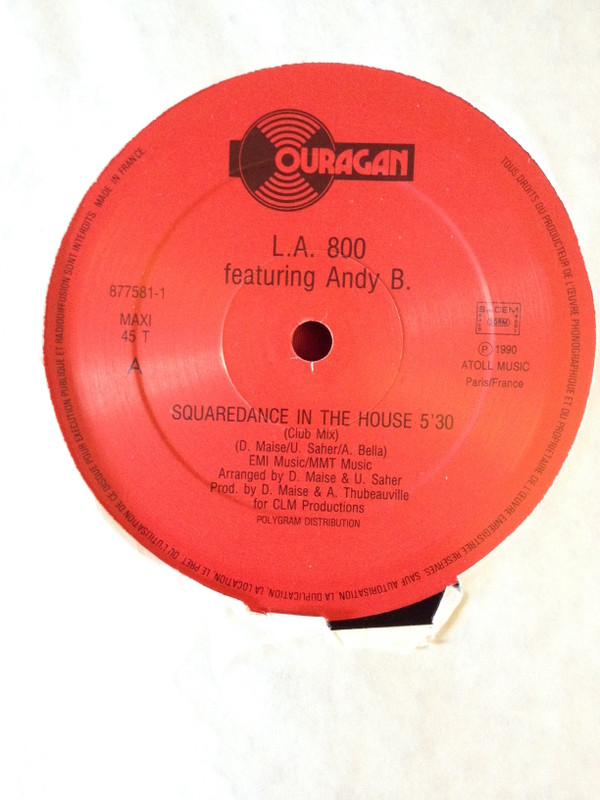 OURAGAN
L.A. 800
featuring Andy B.
877581-1
MAXI
45 T
A
SACEM
Ⓟ 1990
ATOLL MUSIC
Paris/France
SQUAREDANCE IN THE HOUSE 5'30
(Club Mix)
(D. Maise/U. Saher/A. Bella)
EMI Music/MMT Music
Arranged by D. Maise & U. Saher
Prod. by D. Maise & A. Thubeauville
for CLM Productions
POLYGRAM DISTRIBUTION
TOUS DROITS DU PRODUCTEUR DE L'ŒUVRE PHONOGRAPHIQUE ET DU PROPRIETAIRE DE L'ŒUVRE ENREGISTREE RESERVES. SAUF AUTORISATION, LA DUPLICATION, LA LOCATION, LE PRET OU L'UTILISATION DE CE DISQUE POUR EXECUTION PUBLIQUE ET RADIODIFFUSION SONT INTERDITS. MADE IN FRANCE